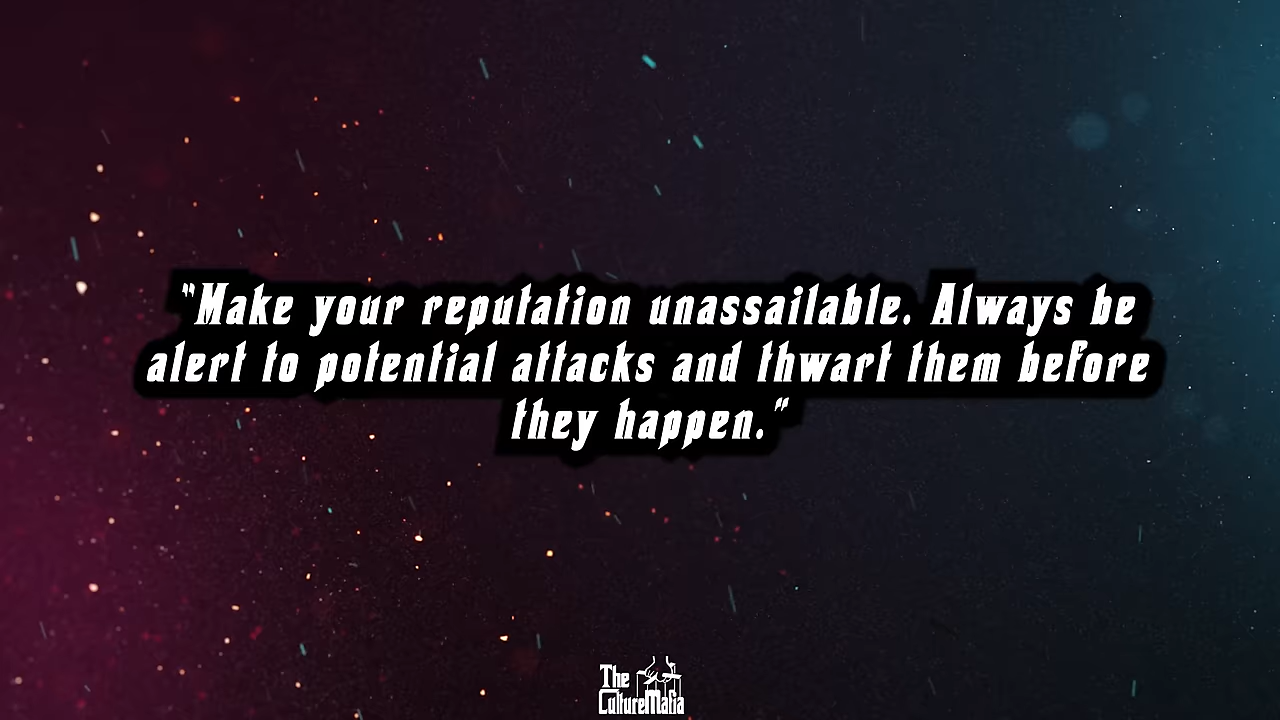 "Make your reputation unassailable. Always be
alert to potential attacks and thwart them before
they happen."
The
CultureMafia